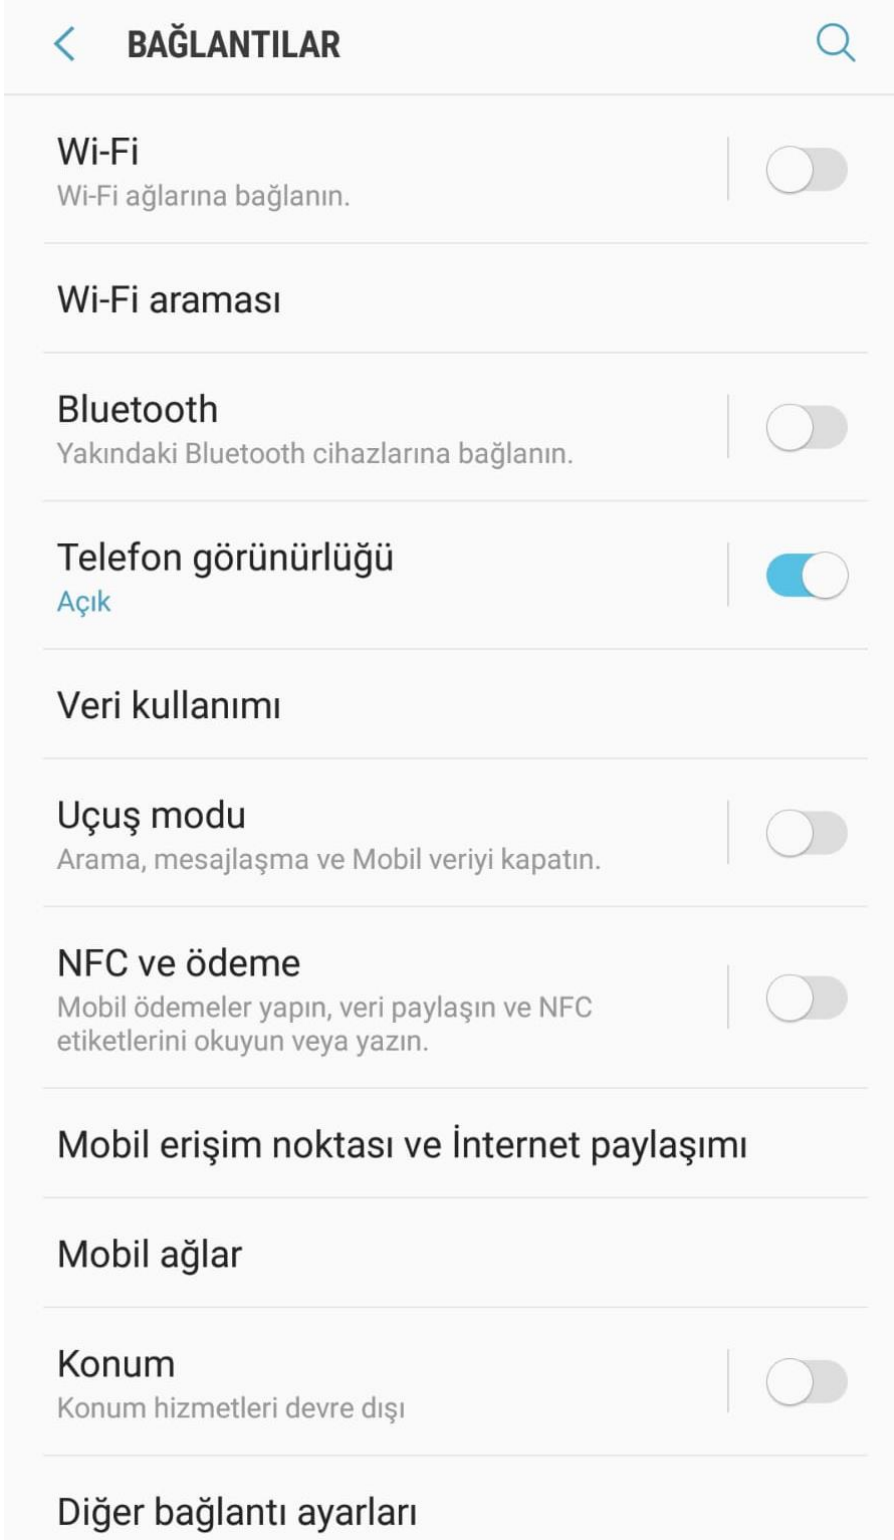 BAĞLANTILAR
Wi-Fi
Wi-Fi ağlarına bağlanın.
Wi-Fi araması
Bluetooth
Yakındaki Bluetooth cihazlarına bağlanın.
Telefon görünürlüğü
Açık
Veri kullanımı
Uçuş modu
Arama, mesajlaşma ve Mobil veriyi kapatın.
NFC ve ödeme
Mobil ödemeler yapın, veri paylaşın ve NFC
etiketlerini okuyun veya yazın.
Mobil erişim noktası ve İnternet paylaşımı
Mobil ağlar
Konum
Konum hizmetleri devre dışı
Diğer bağlantı ayarları